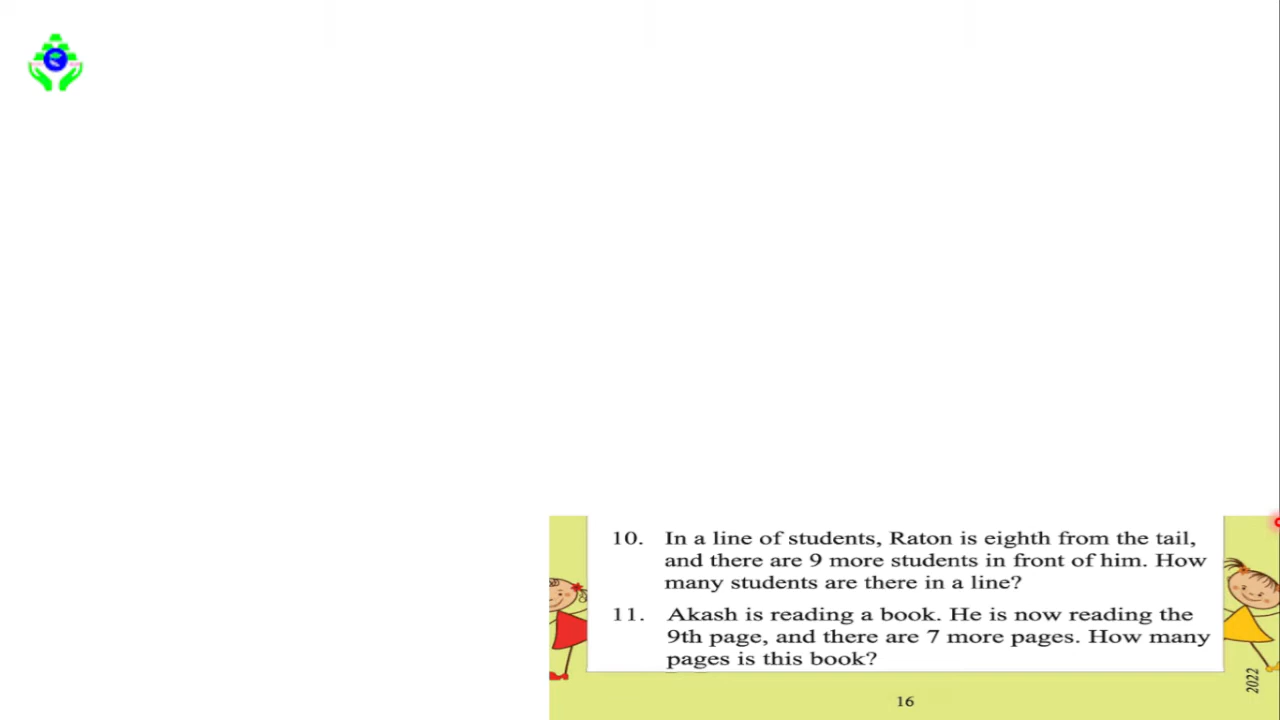 10. In a line of students, Raton is eighth from the tail,
and there are 9 more students in front of him. How
many students are there in a line?
11. Akash is reading a book. He is now reading the
9th page, and there are 7 more pages. How many
pages is this book?
16
2022